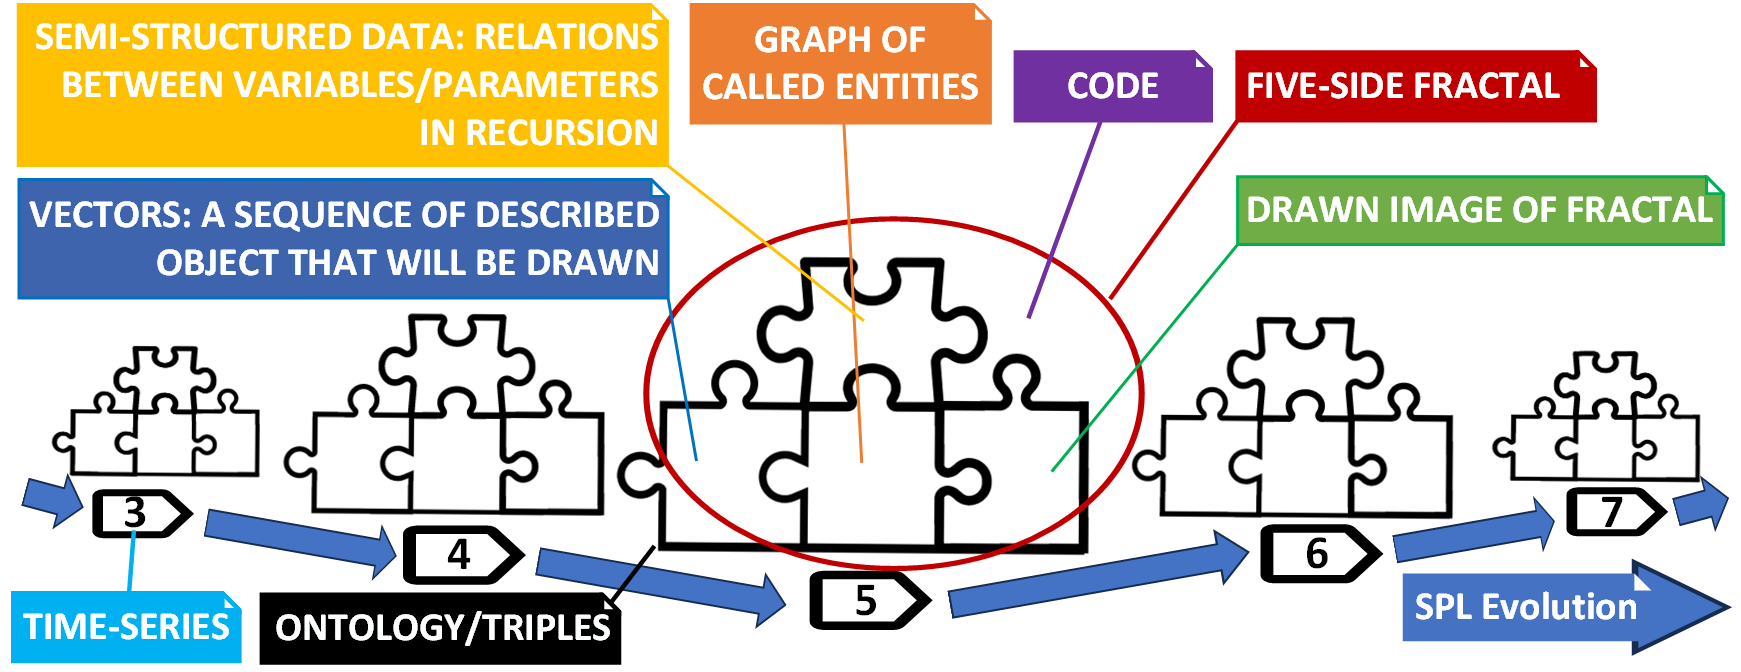 SEMI-STRUCTURED DATA: RELATIONS
BETWEEN VARIABLES/PARAMETERS
IN RECURSION
GRAPH OF
CALLED ENTITIES
CODE
FIVE-SIDE FRACTAL
VECTORS: A SEQUENCE OF DESCRIBED
OBJECT THAT WILL BE DRAWN
DRAWN IMAGE OF FRACTAL
3
4
5
6
7
TIME-SERIES
ONTOLOGY/TRIPLES
SPL Evolution